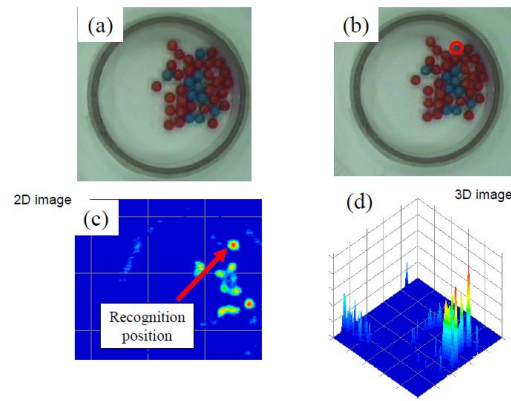 (a)
(b)
2D image
(c)
Recognition
position
3D image
(d)